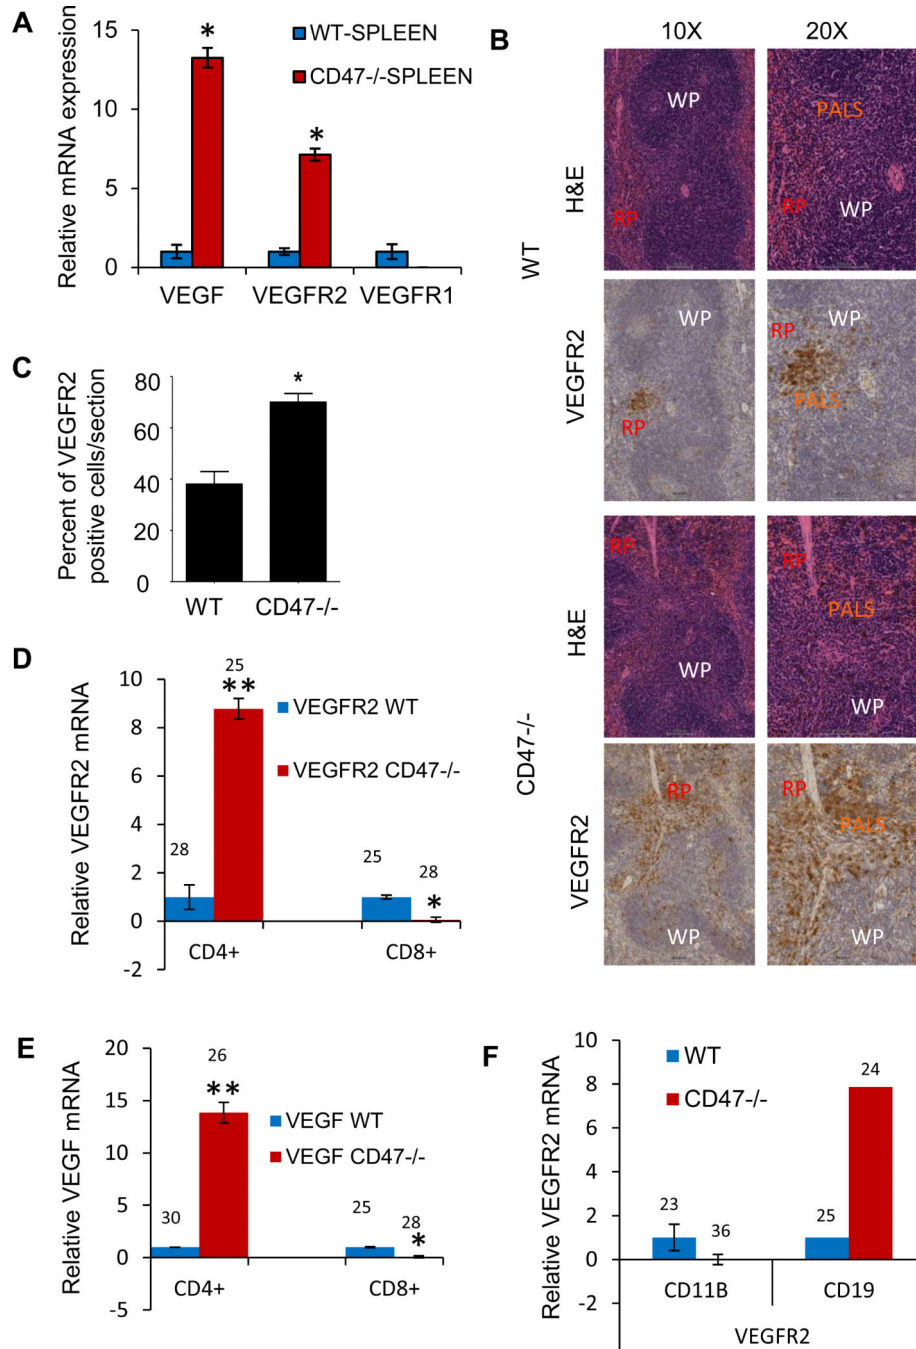 A
Relative mRNA expression
15
10
5
0
*
*
WT-SPLEEN
CD47-/-SPLEEN
VEGF
VEGFR2
VEGFR1
B
10X
20X
WT
H&E
WP
RP
PALS
RP
WP
VEGFR2
WP
RP
WP
RP
PALS
CD47-/-
H&E
RP
WP
RP
PALS
WP
VEGFR2
RP
WP
RP
PALS
WP
C
Percent of VEGFR2
positive cells/section
80
60
40
20
0
*
WT
CD47-/-
D
Relative VEGFR2 mRNA
10
8
6
4
2
0
-2
28
25
**
25
28
*
VEGFR2 WT
VEGFR2 CD47-/-
CD4+
CD8+
E
Relative VEGF mRNA
20
15
10
5
0
-5
30
26
**
25
28
*
VEGF WT
VEGF CD47-/-
CD4+
CD8+
F
Relative VEGFR2 mRNA
10
8
6
4
2
0
-2
WT
CD47-/-
23
36
25
24
CD11B
CD19
VEGFR2